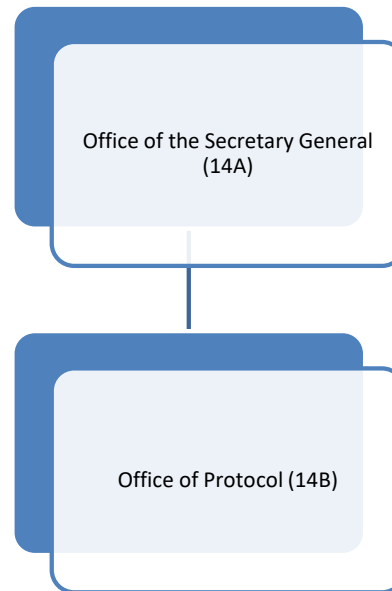 Office of the Secretary General
(14A)
Office of Protocol (14B)